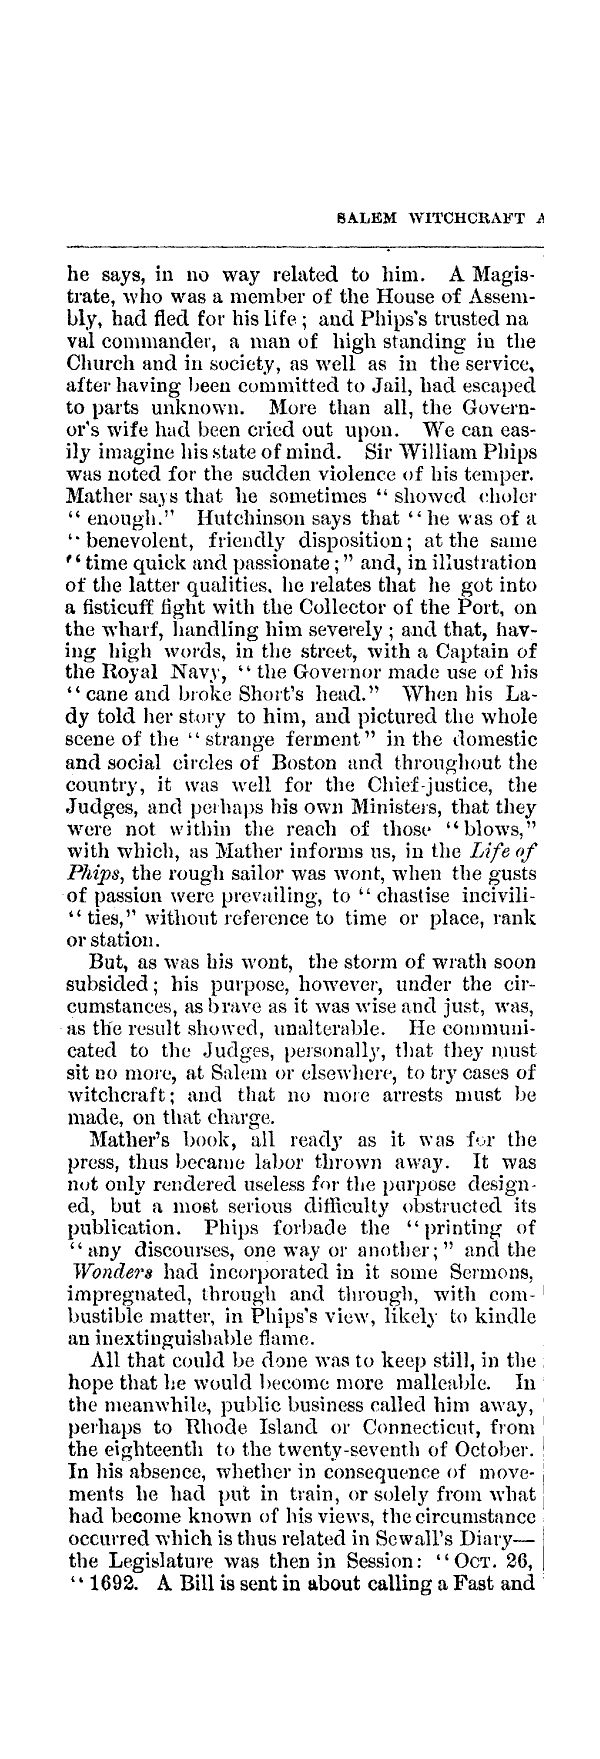 SALEM WITCHCRAFT A
he says, in no way related to him. A Magis-
trate, who was a member of the House of Assem-
bly, had fled for his life; and Phips's trusted na
val commander, a man of high standing in the
Church and in society, as well as in the service,
after having been committed to Jail, had escaped
to parts unknown. More than all, the Govern-
or's wife had been cried out upon. We can eas-
ily imagine his state of mind. Sir William Phips
was noted for the sudden violence of his temper.
Mather says that he sometimes "showed choler
"enough." Hutchinson says that "he was of a
"benevolent, friendly disposition; at the same
"time quick and passionate;" and, in illustration
of the latter qualities, he relates that he got into
a fisticuff fight with the Collector of the Port, on
the wharf, handling him severely; and that, hav-
ing high words, in the street, with a Captain of
the Royal Navy, "the Governor made use of his
"cane and broke Short's head." When his La-
dy told her story to him, and pictured the whole
scene of the "strange ferment" in the domestic
and social circles of Boston and throughout the
country, it was well for the Chief-justice, the
Judges, and perhaps his own Ministers, that they
were not within the reach of those "blows,"
with which, as Mather informs us, in the Life of
Phips, the rough sailor was wont, when the gusts
of passion were prevailing, to "chastise incivili-
"ties," without reference to time or place, rank
or station.
But, as was his wont, the storm of wrath soon
subsided; his purpose, however, under the cir-
cumstances, as brave as it was wise and just, was,
as the result showed, unalterable. He communi-
cated to the Judges, personally, that they must
sit no more, at Salem or elsewhere, to try cases of
witchcraft; and that no more arrests must be
made, on that charge.
Mather's book, all ready as it was for the
press, thus became labor thrown away. It was
not only rendered useless for the purpose design-
ed, but a most serious difficulty obstructed its
publication. Phips forbade the "printing of
"any discourses, one way or another;" and the
Wonders had incorporated in it some Sermons,
impregnated, through and through, with com-
bustible matter, in Phips's view, likely to kindle
an inextinguishable flame.
All that could be done was to keep still, in the
hope that he would become more malleable. In
the meanwhile, public business called him away,
perhaps to Rhode Island or Connecticut, from
the eighteenth to the twenty-seventh of October.
In his absence, whether in consequence of move-
ments he had put in train, or solely from what
had become known of his views, the circumstance
occurred which is thus related in Sewall's Diary—
the Legislature was then in Session: "OCT. 26,
"1692. A Bill is sent in about calling a Fast and